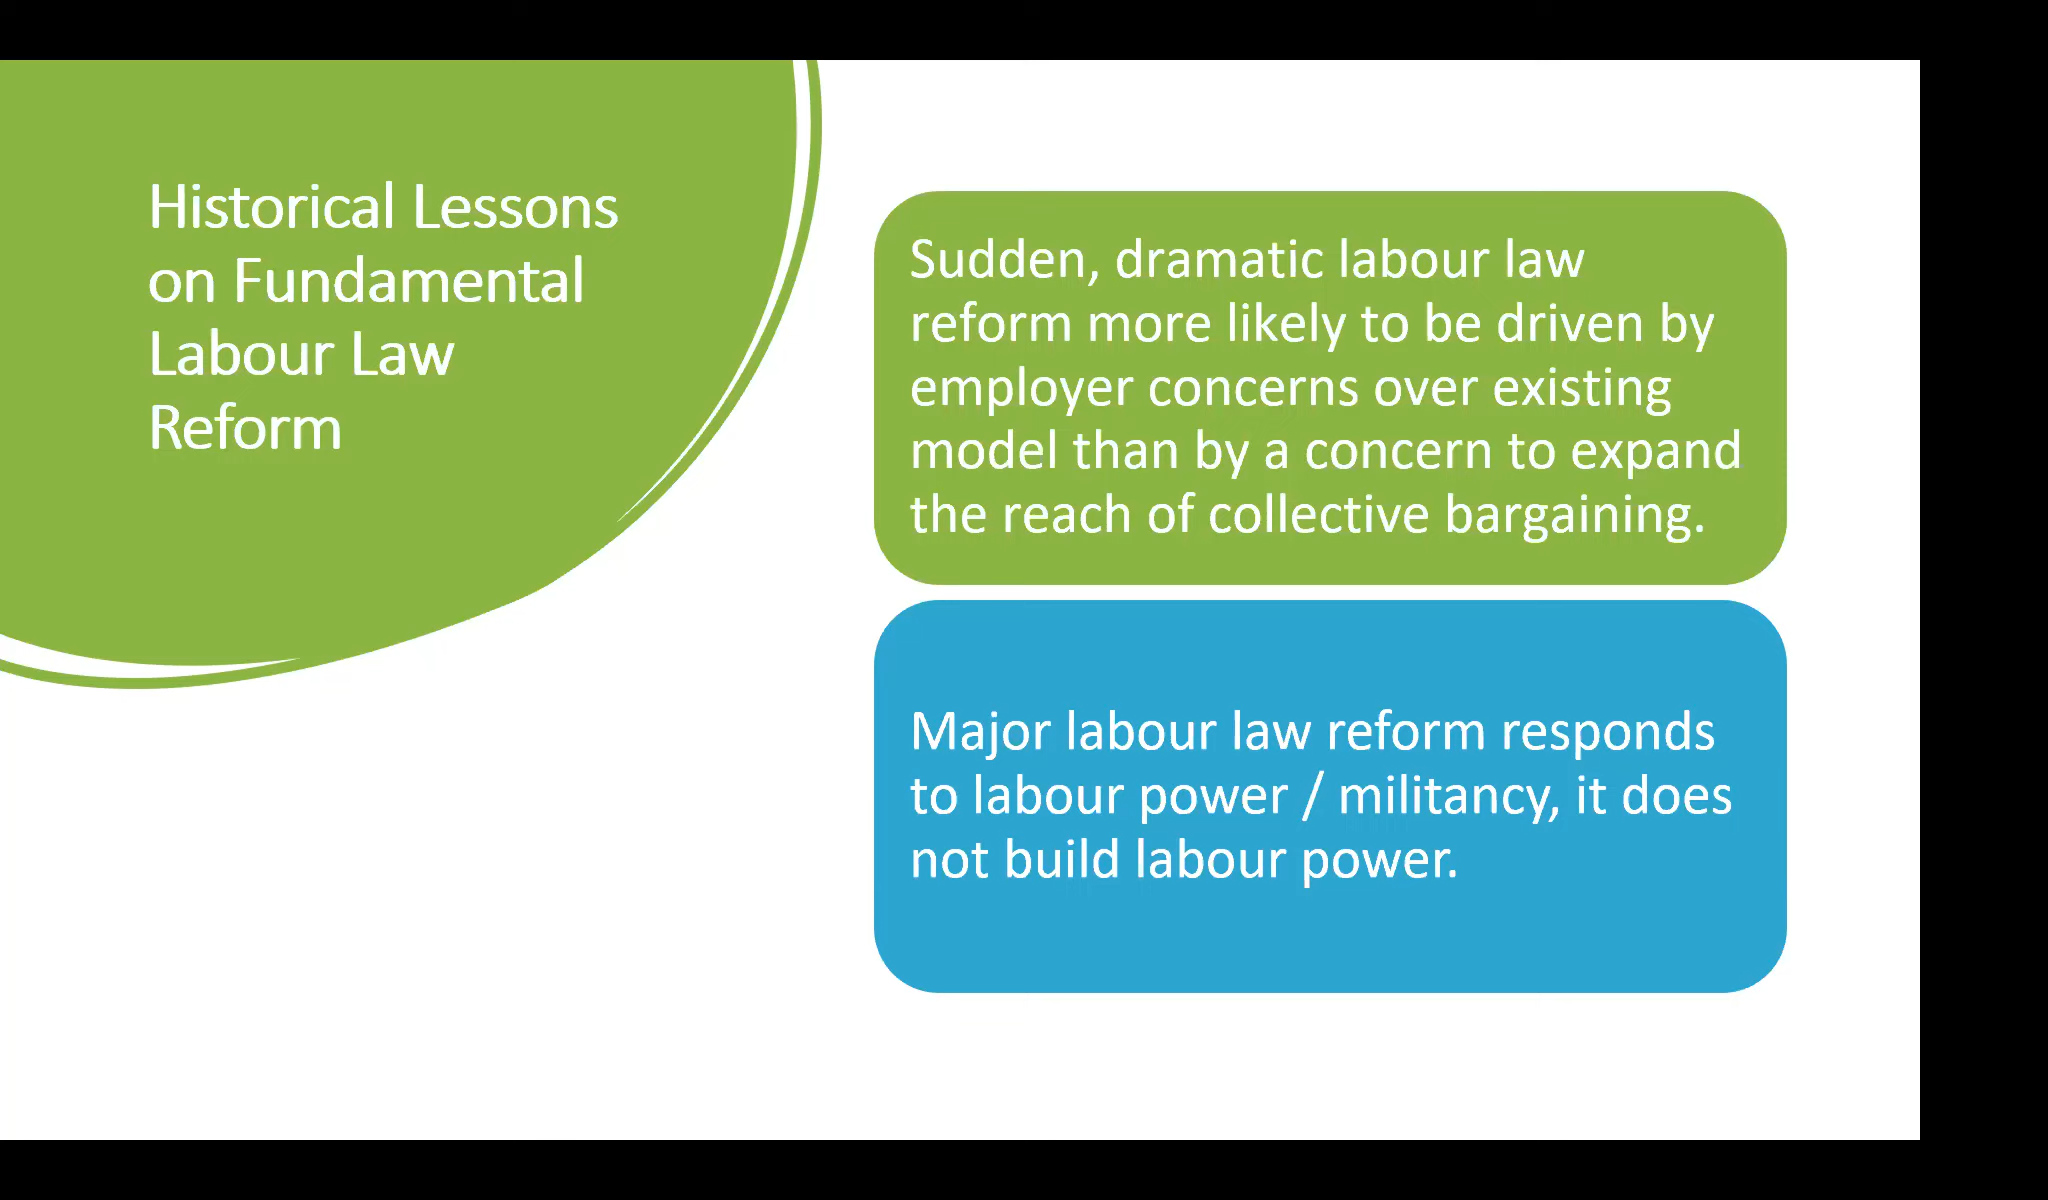 Historical Lessons
on Fundamental
Labour Law
Reform
Sudden, dramatic labour law
reform more likely to be driven by
employer concerns over existing
model than by a concern to expand
the reach of collective bargaining.
Major labour law reform responds
to labour power / militancy, it does
not build labour power.